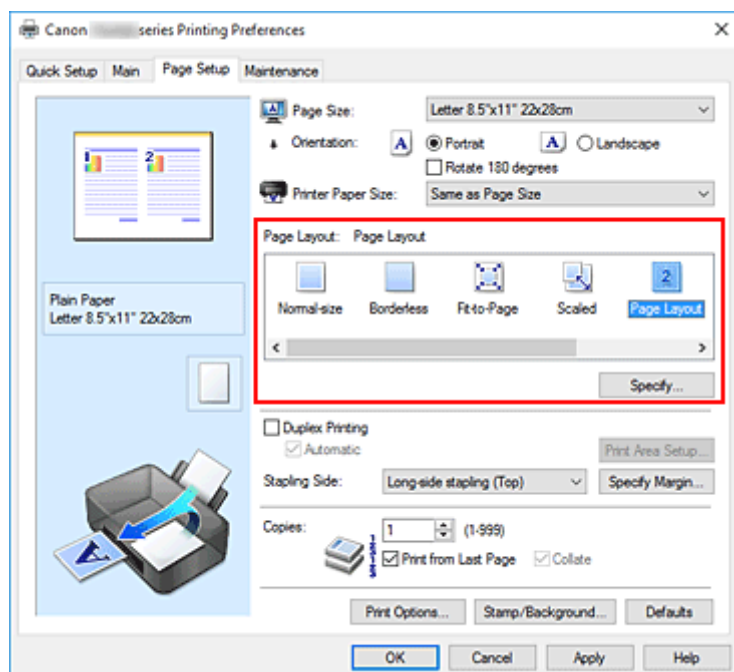 Canon series Printing Preferences
Quick Setup Main Page Setup Maintenance
1 2
Plain Paper
Letter 8.5"x11" 22x28cm
A
Page Size: Letter 8.5"x11" 22x28cm
Orientation: A Portrait A Landscape
Rotate 180 degrees
Printer Paper Size: Same as Page Size
Page Layout: Page Layout
2
Normal-size Borderless Fit-to-Page Scaled Page Layout
Specify...
Duplex Printing
Automatic Print Area Setup...
Stapling Side: Long-side stapling (Top) Specify Margin...
Copies: 1 (1-999)
Print from Last Page Collate
Print Options... Stamp/Background... Defaults
OK Cancel Apply Help